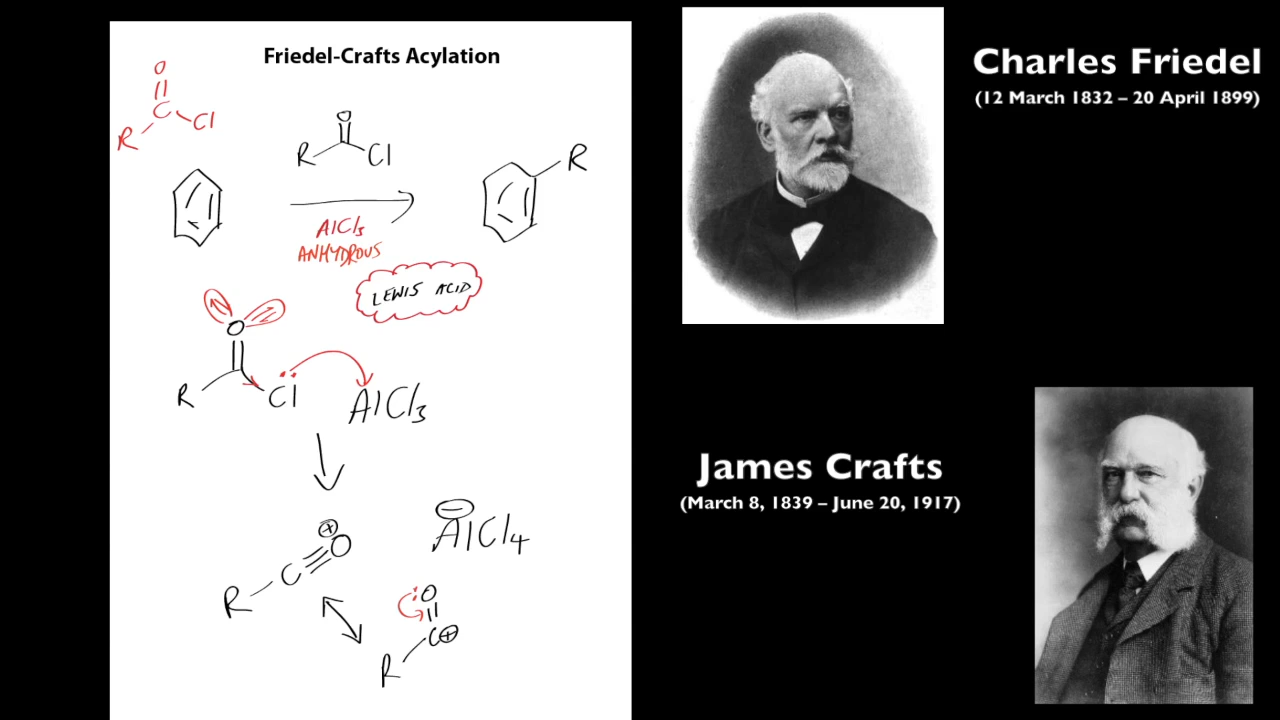 Friedel-Crafts Acylation
O
C
R
Cl
O
R
Cl
AlCl₃
ANHYDROUS
R
LEWIS ACID
O
R
Cl
AlCl₃
⊕
R
C
O
⊖
AlCl₄
O
C⊕
R
Charles Friedel
(12 March 1832 – 20 April 1899)
James Crafts
(March 8, 1839 – June 20, 1917)